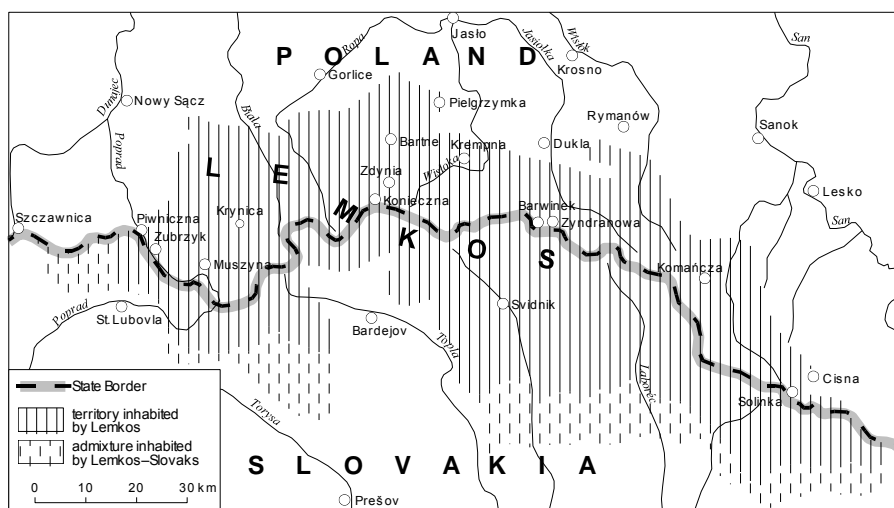 POLAND
Ropa
Jasło
Jasiołka
Wisłok
San
Krosno
Gorlice
Dunajec
Nowy Sącz
Biała
Pielgrzymka
Rymanów
Sanok
Poprad
Bartne
Krempna
Dukla
LEMKOS
Zdynia
Wisłoka
Konieczna
Lesko
San
Szczawnica
Piwniczna
Krynica
Barwinek
Zyndranowa
Zubrzyk
Muszyna
Komańcza
Poprad
St.Lubovla
Bardejov
Svidnik
Topla
Laboréc
Cisna
Solinka
State Border
Torysa
territory inhabited
by Lemkos
admixture inhabited
by Lemkos–Slovaks
SLOVAKIA
0 10 20 30 km
Prešov